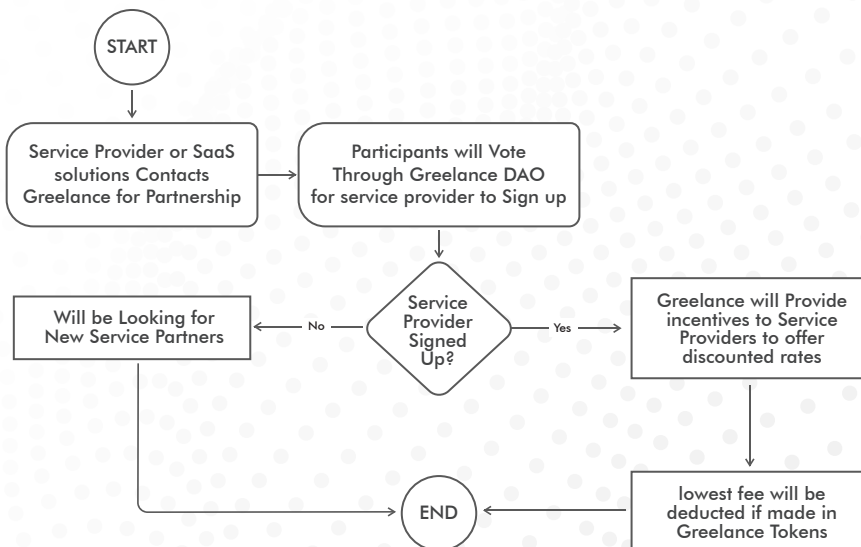 START
Service Provider or SaaS
solutions Contacts
Greelance for Partnership
Participants will Vote
Through Greelance DAO
for service provider to Sign up
Service
Provider
Signed
Up?
No
Will be Looking for
New Service Partners
Yes
Greelance will Provide
incentives to Service
Providers to offer
discounted rates
lowest fee will be
deducted if made in
Greelance Tokens
END